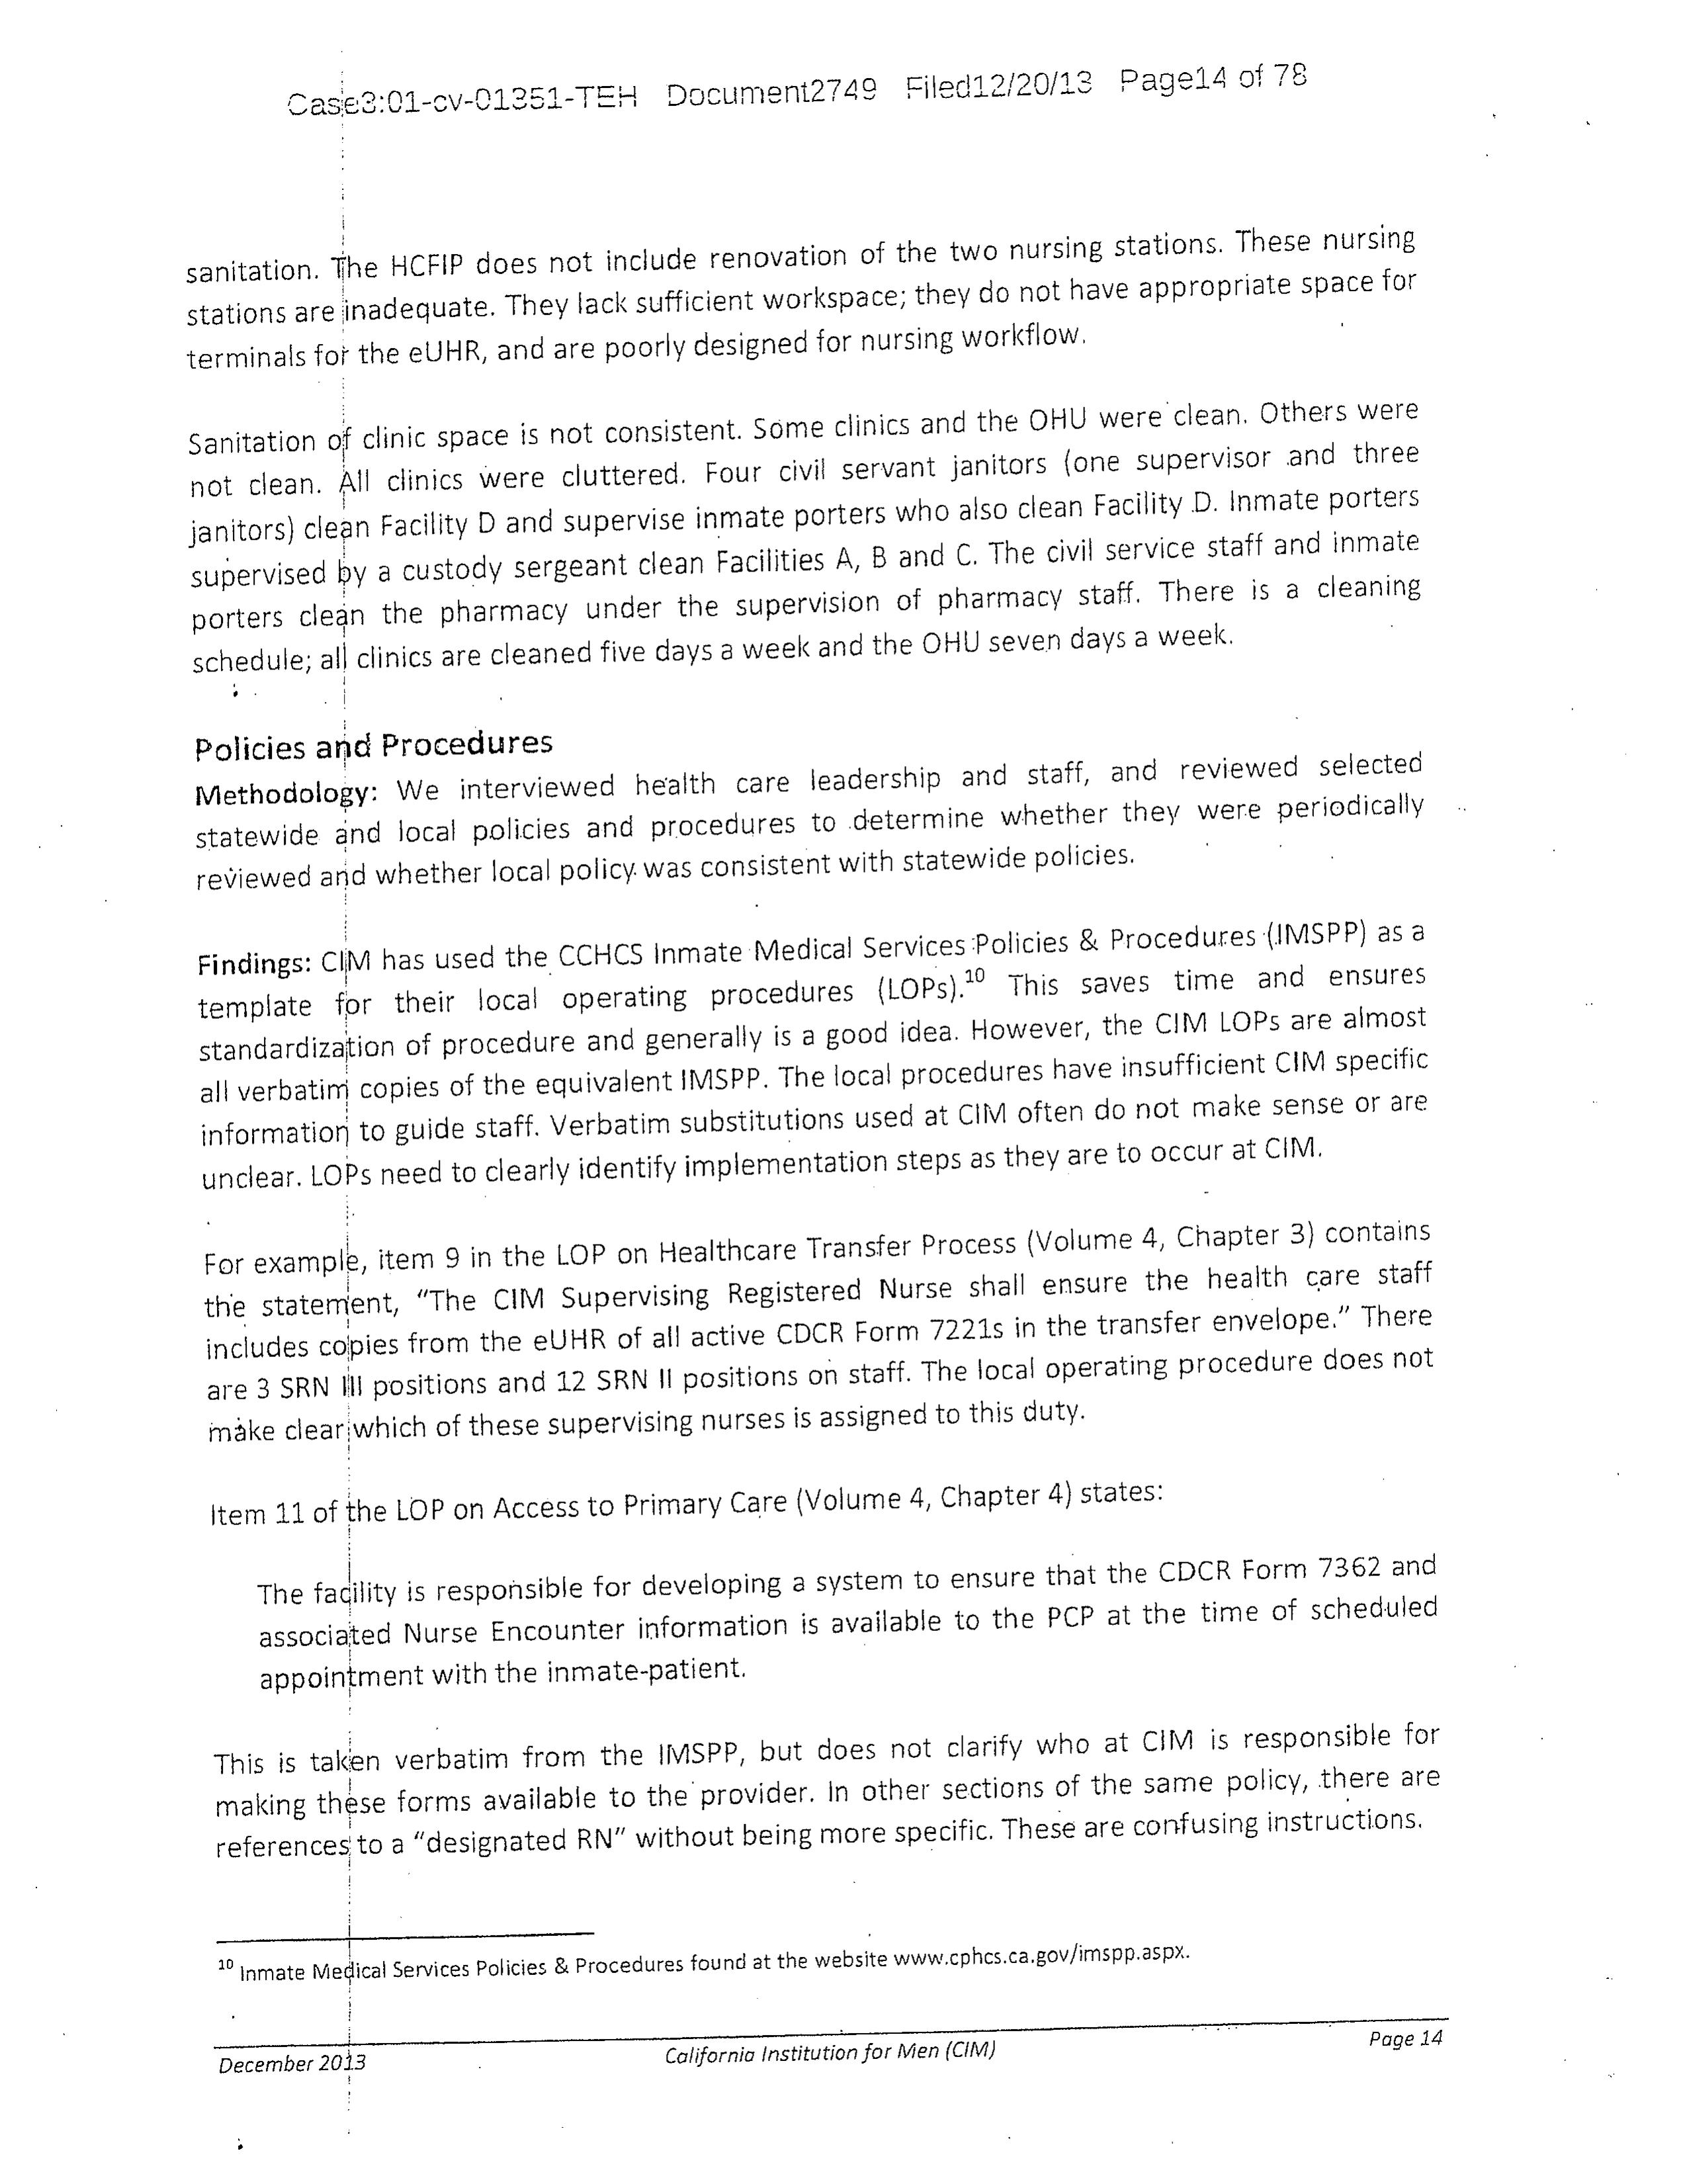 Case3:01-cv-01351-TEH Document2749 Filed12/20/13 Page14 of 78
sanitation. The HCFIP does not include renovation of the two nursing stations. These nursing
stations are inadequate. They lack sufficient workspace; they do not have appropriate space for
terminals for the eUHR, and are poorly designed for nursing workflow.
Sanitation of clinic space is not consistent. Some clinics and the OHU were clean. Others were
not clean. All clinics were cluttered. Four civil servant janitors (one supervisor and three
janitors) clean Facility D and supervise inmate porters who also clean Facility D. Inmate porters
supervised by a custody sergeant clean Facilities A, B and C. The civil service staff and inmate
porters clean the pharmacy under the supervision of pharmacy staff. There is a cleaning
schedule; all clinics are cleaned five days a week and the OHU seven days a week.
Policies and Procedures
Methodology: We interviewed health care leadership and staff, and reviewed selected
statewide and local policies and procedures to determine whether they were periodically
reviewed and whether local policy was consistent with statewide policies.
Findings: CIM has used the CCHCS Inmate Medical Services Policies & Procedures (IMSPP) as a
template for their local operating procedures (LOPs).10 This saves time and ensures
standardization of procedure and generally is a good idea. However, the CIM LOPs are almost
all verbatim copies of the equivalent IMSPP. The local procedures have insufficient CIM specific
information to guide staff. Verbatim substitutions used at CIM often do not make sense or are
unclear. LOPs need to clearly identify implementation steps as they are to occur at CIM.
For example, item 9 in the LOP on Healthcare Transfer Process (Volume 4, Chapter 3) contains
the statement, “The CIM Supervising Registered Nurse shall ensure the health care staff
includes copies from the eUHR of all active CDCR Form 7221s in the transfer envelope.” There
are 3 SRN III positions and 12 SRN II positions on staff. The local operating procedure does not
make clear which of these supervising nurses is assigned to this duty.
Item 11 of the LOP on Access to Primary Care (Volume 4, Chapter 4) states:
The facility is responsible for developing a system to ensure that the CDCR Form 7362 and
associated Nurse Encounter information is available to the PCP at the time of scheduled
appointment with the inmate-patient.
This is taken verbatim from the IMSPP, but does not clarify who at CIM is responsible for
making these forms available to the provider. In other sections of the same policy, there are
references to a “designated RN” without being more specific. These are confusing instructions.
10 Inmate Medical Services Policies & Procedures found at the website www.cphcs.ca.gov/imspp.aspx.
December 2013 California Institution for Men (CIM) Page 14